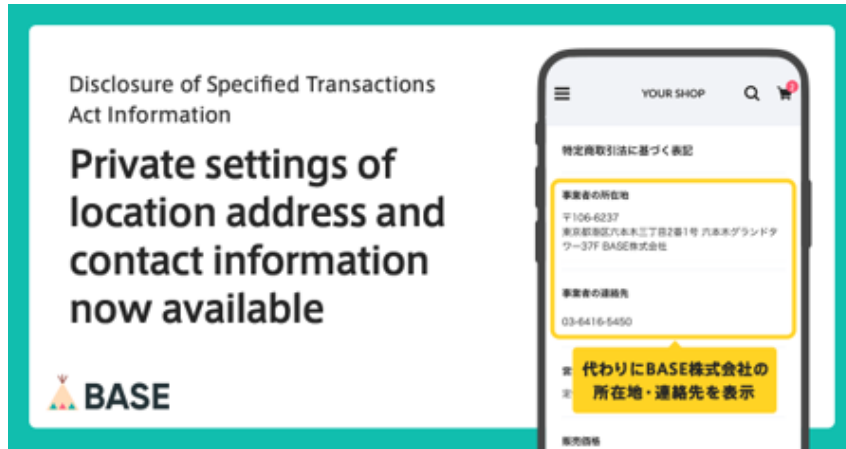 Disclosure of Specified Transactions
Act Information
Private settings of
location address and
contact information
now available
BASE
YOUR SHOP
特定商取引法に基づく表記
事業者の所在地
〒106-6237
東京都港区六本木三丁目2番1号 六本木グランドタ
ワー37F BASE株式会社
事業者の連絡先
03-6416-5450
代わりにBASE株式会社の
所在地・連絡先を表示
販売価格